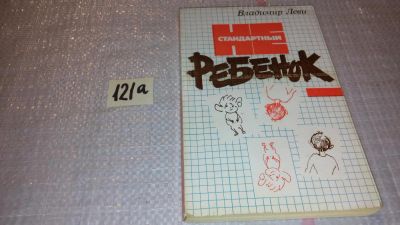 Владимир Леви
НЕ
СТАНДАРТНЫЙ
РЕБЕНОК
121а